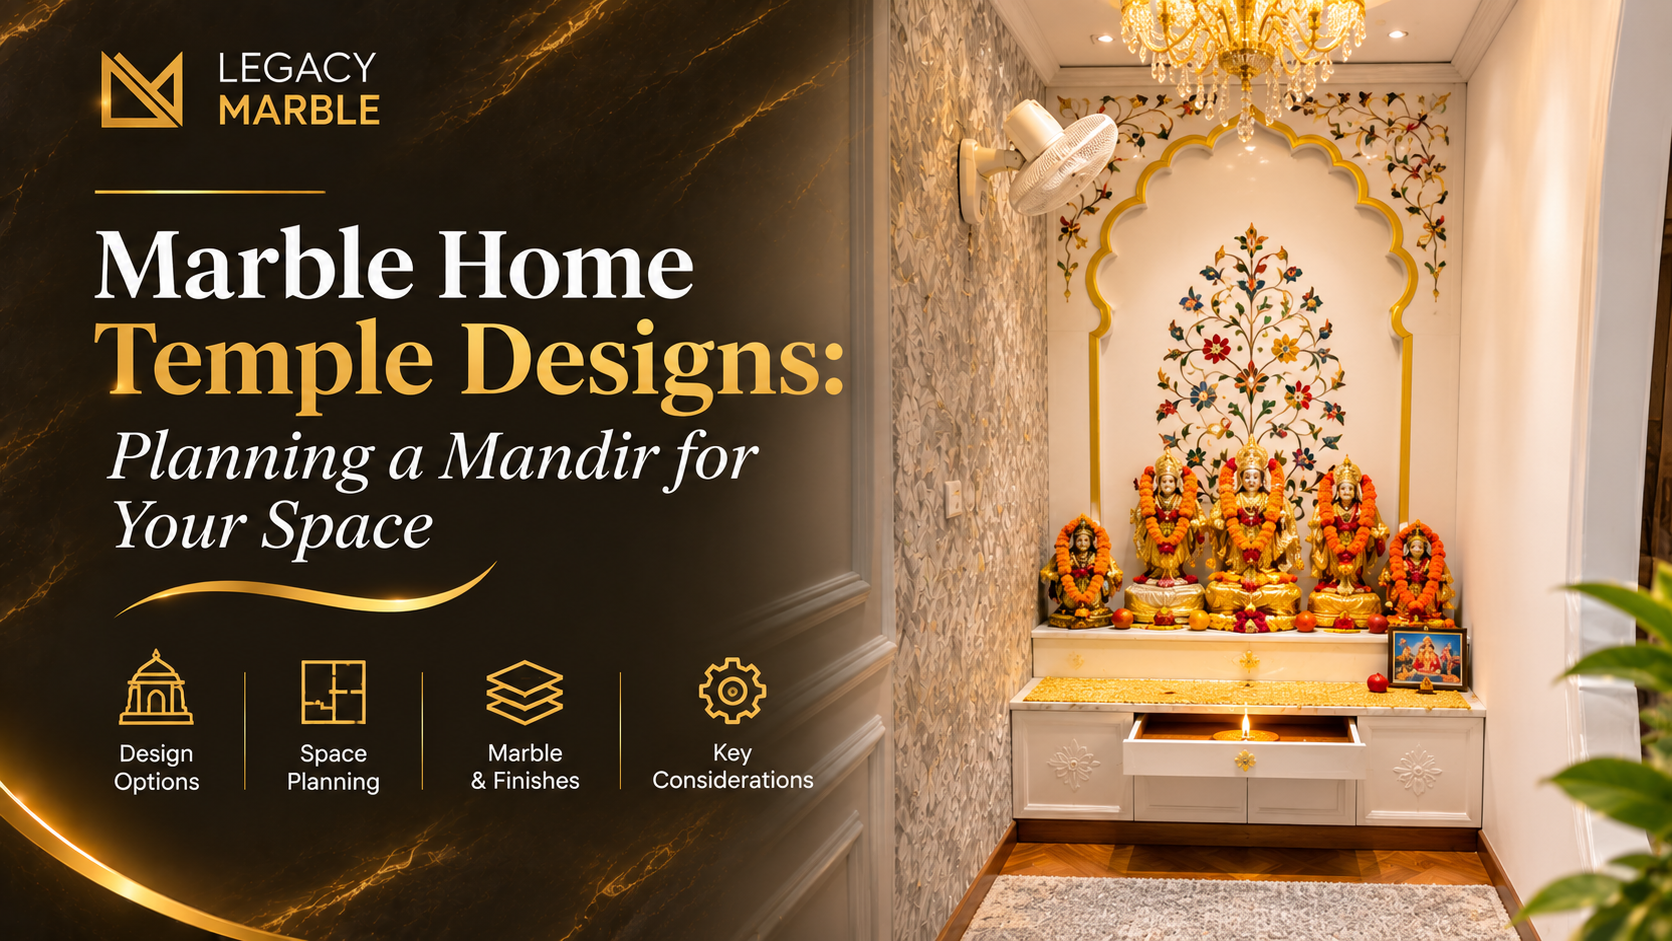 LEGACY
MARBLE
Marble Home
Temple Designs:
Planning a Mandir for
Your Space
Design
Options
Space
Planning
Marble
& Finishes
Key
Considerations